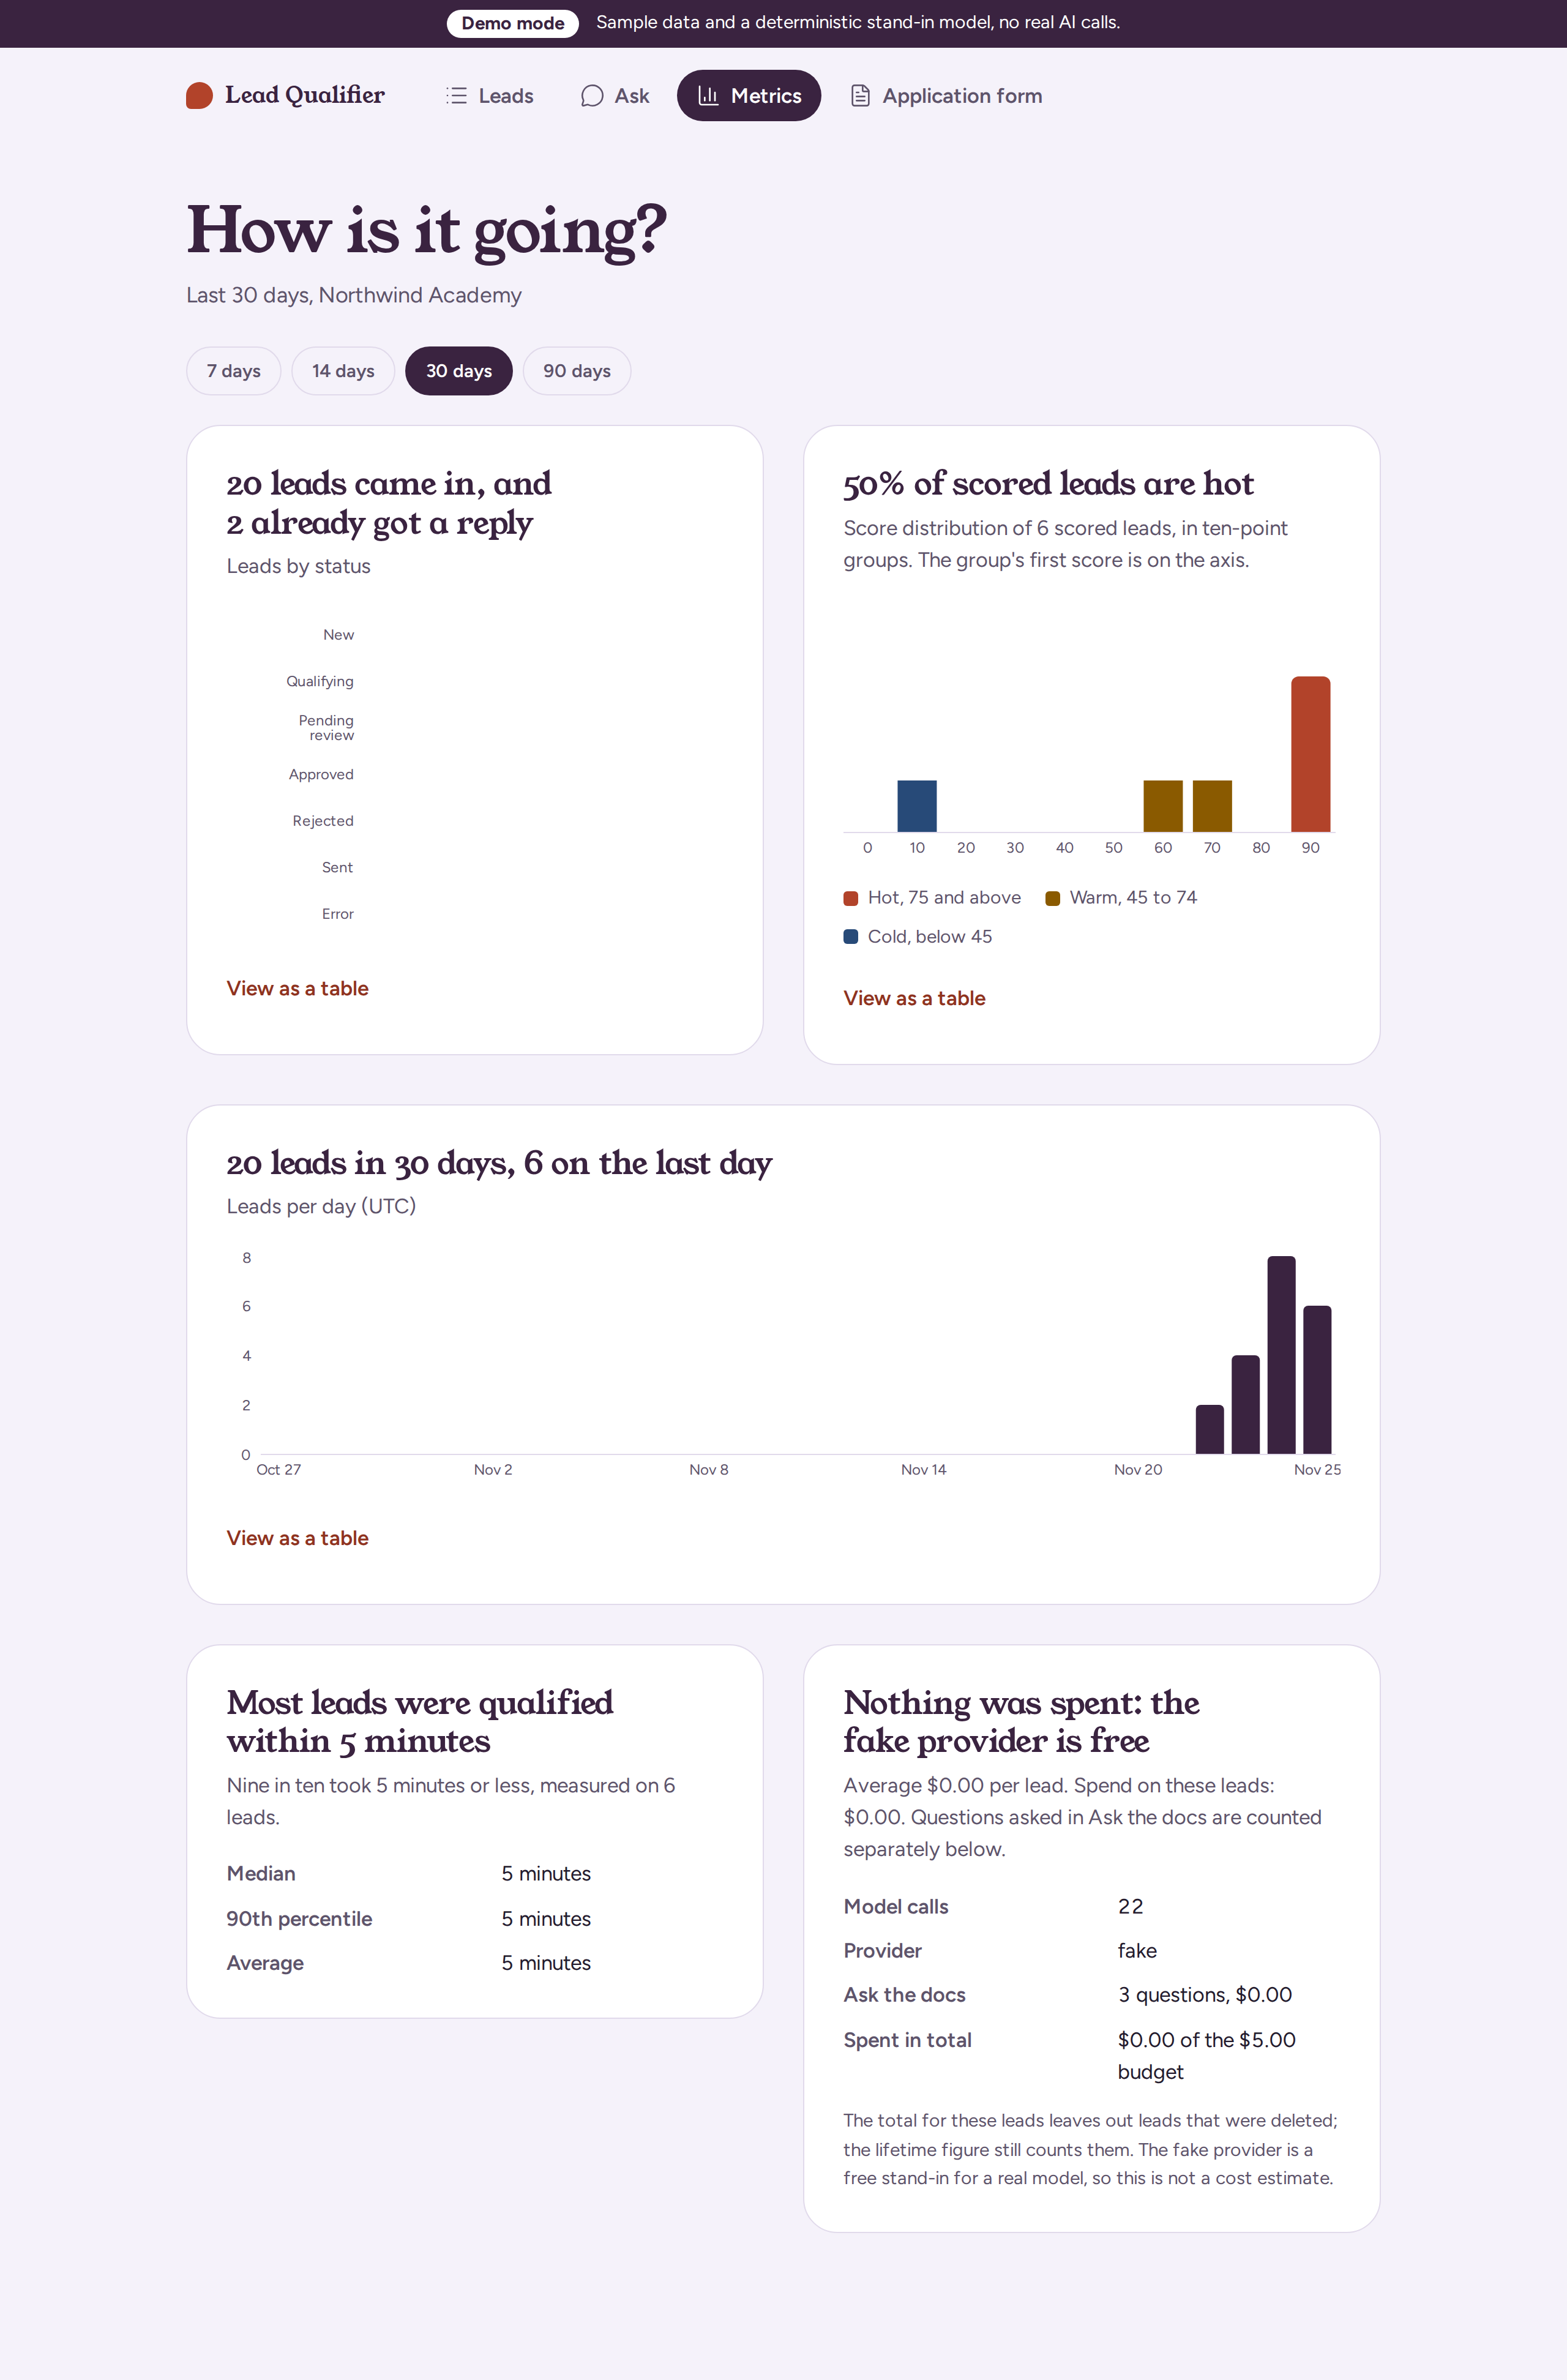 Demo mode Sample data and a deterministic stand-in model, no real AI calls.
Lead Qualifier Leads Ask Metrics Application form
How is it going?
Last 30 days, Northwind Academy
7 days 14 days 30 days 90 days
20 leads came in, and
2 already got a reply
Leads by status
New
Qualifying
Pending
review
Approved
Rejected
Sent
Error
View as a table
50% of scored leads are hot
Score distribution of 6 scored leads, in ten-point
groups. The group's first score is on the axis.
0 10 20 30 40 50 60 70 80 90
Hot, 75 and above Warm, 45 to 74
Cold, below 45
View as a table
20 leads in 30 days, 6 on the last day
Leads per day (UTC)
8
6
4
2
0
Oct 27 Nov 2 Nov 8 Nov 14 Nov 20 Nov 25
View as a table
Most leads were qualified
within 5 minutes
Nine in ten took 5 minutes or less, measured on 6
leads.
Median 5 minutes
90th percentile 5 minutes
Average 5 minutes
Nothing was spent: the
fake provider is free
Average $0.00 per lead. Spend on these leads:
$0.00. Questions asked in Ask the docs are counted
separately below.
Model calls 22
Provider fake
Ask the docs 3 questions, $0.00
Spent in total $0.00 of the $5.00
budget
The total for these leads leaves out leads that were deleted;
the lifetime figure still counts them. The fake provider is a
free stand-in for a real model, so this is not a cost estimate.